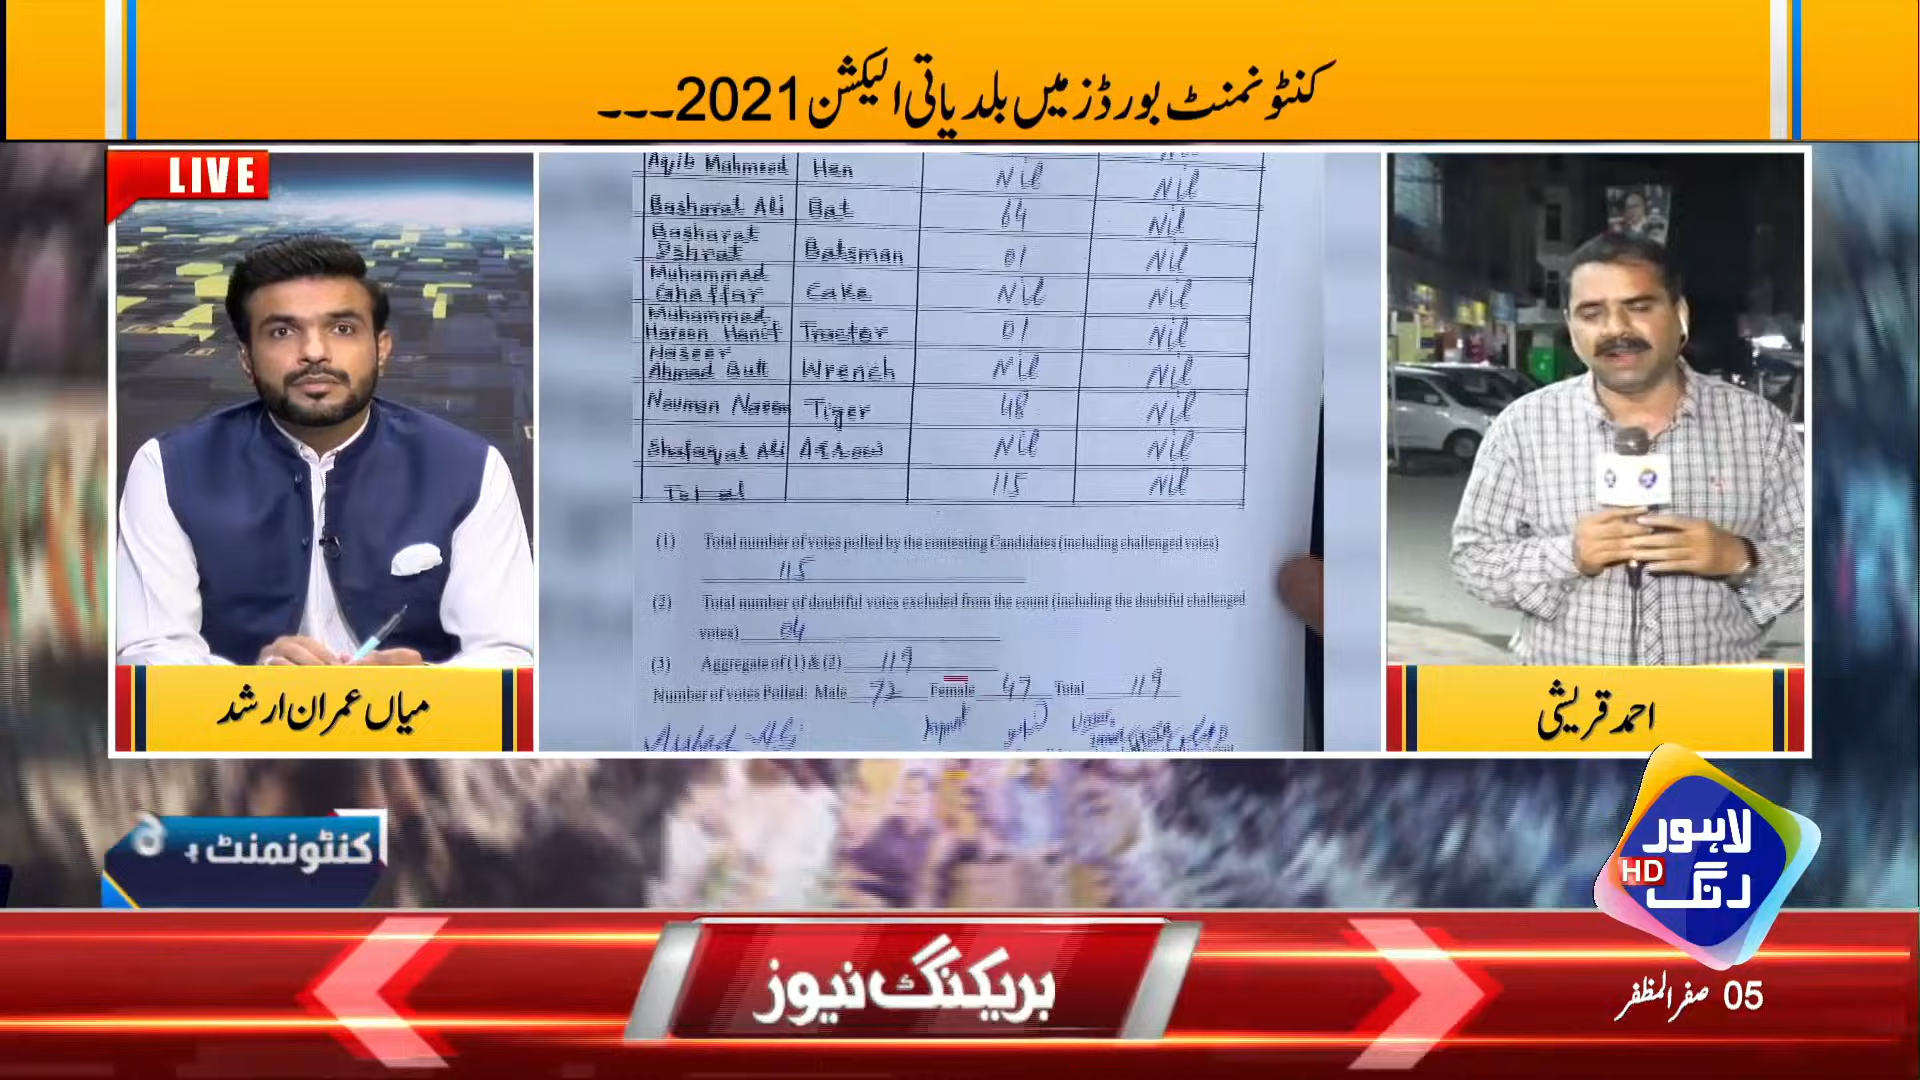 کنٹونمنٹ بورڈز میں بلدیاتی الیکشن 2021۔۔۔
LIVE
Aqib Mahmood Hen Nil Nil
Basharat Ali Bat 64 Nil
Basharat
Ishrat Batsman 01 Nil
Muhammad
Ghaffar Cake Nil Nil
Muhammad
Haroon Hanif Tractor 01 Nil
Naseer
Ahmad Butt Wrench Nil Nil
Nauman Naeem Tiger 48 Nil
Shafaqat Ali Arrow Nil Nil
Total 115 Nil
(1) Total number of votes polled by the contesting Candidates (including challenged votes)
115
(2) Total number of doubtful votes excluded from the count (including the doubtful challenged
votes) 04
(3) Aggregate of (1) & (2) 119
Number of votes Polled: Male 72 Female 47 Total 119
میاں عمران ارشد
احمد قریشی
کنٹونمنٹ
لاہور
رنگ
HD
بریکنگ نیوز
05 صفر المظفر